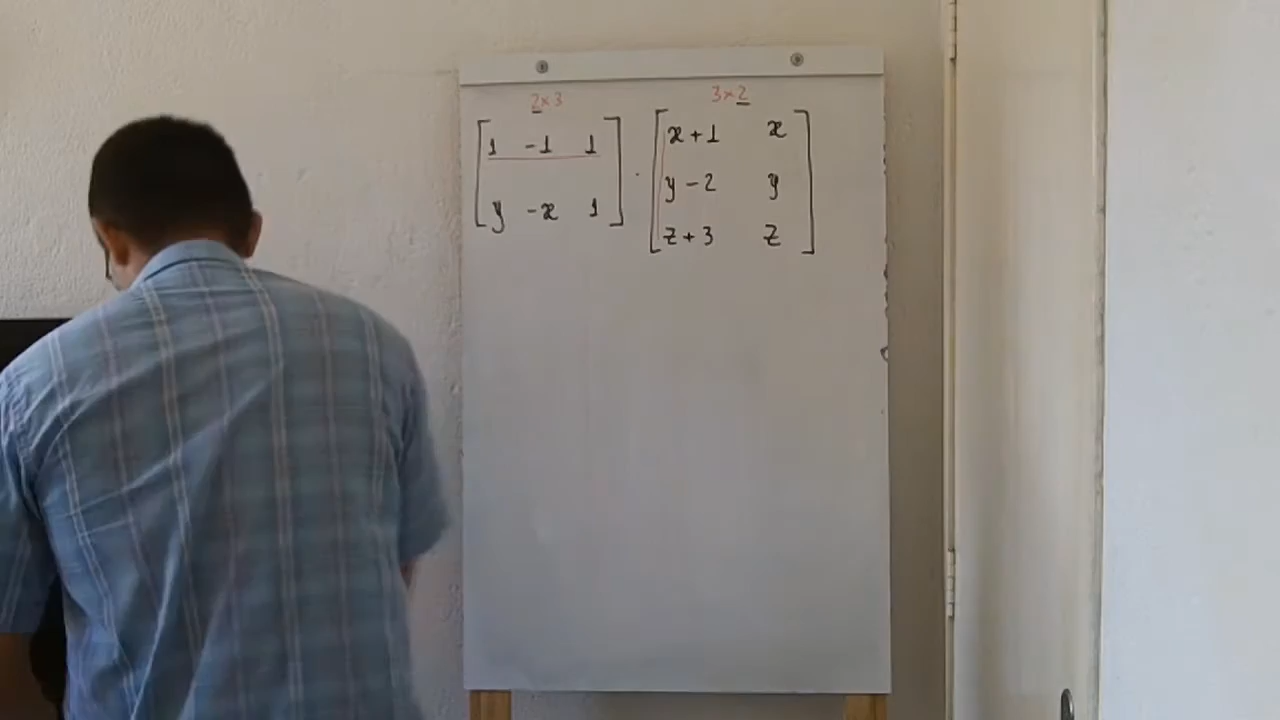 2×3 3×2
1 -1 1 · x+1 x
y-2 y
y -x 1
z+3 z